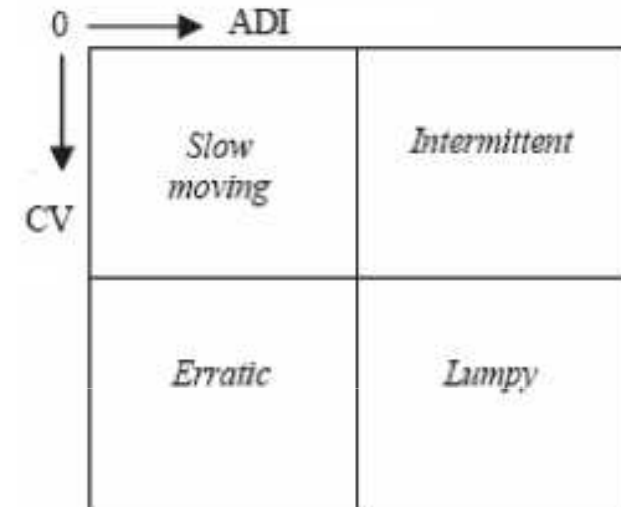 0 ADI
CV
Slow
moving
Intermittent
Erratic
Lumpy